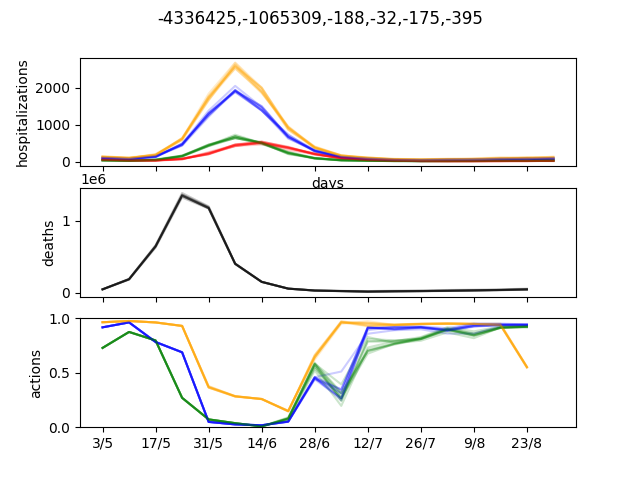 -4336425,-1065309,-188,-32,-175,-395
hospitalizations
2000
1000
0
days
1e6
deaths
1
0
actions
1.0
0.5
0.0
3/5 17/5 31/5 14/6 28/6 12/7 26/7 9/8 23/8